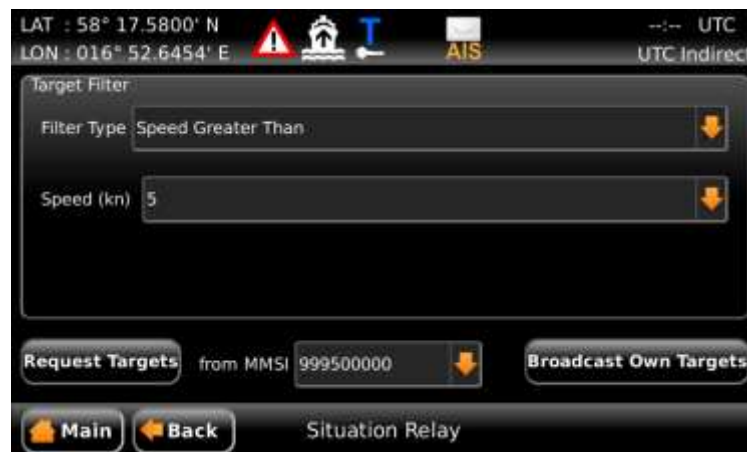 LAT : 58° 17.5800' N
LON : 016° 52.6454' E
T
AIS
--:-- UTC
UTC Indirec
Target Filter
Filter Type Speed Greater Than
Speed (kn) 5
Request Targets from MMSI 999500000 Broadcast Own Targets
Main Back Situation Relay